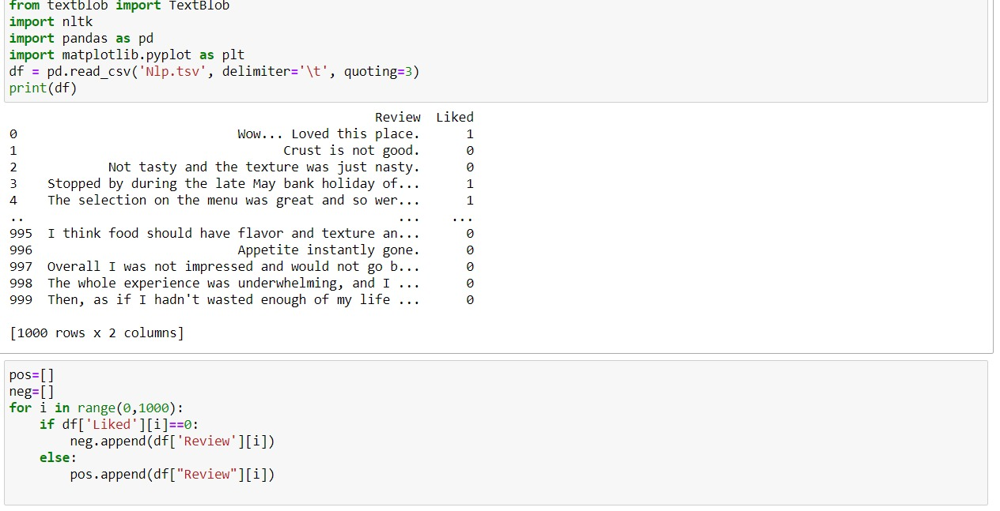 from textblob import TextBlob
import nltk
import pandas as pd
import matplotlib.pyplot as plt
df = pd.read_csv('Nlp.tsv', delimiter='\t', quoting=3)
print(df)
Review Liked
0 Wow... Loved this place. 1
1 Crust is not good. 0
2 Not tasty and the texture was just nasty. 0
3 Stopped by during the late May bank holiday of... 1
4 The selection on the menu was great and so wer... 1
.. ... ...
995 I think food should have flavor and texture an... 0
996 Appetite instantly gone. 0
997 Overall I was not impressed and would not go b... 0
998 The whole experience was underwhelming, and I ... 0
999 Then, as if I hadn't wasted enough of my life ... 0
[1000 rows x 2 columns]
pos=[]
neg=[]
for i in range(0,1000):
    if df['Liked'][i]==0:
        neg.append(df['Review'][i])
    else:
        pos.append(df["Review"][i])